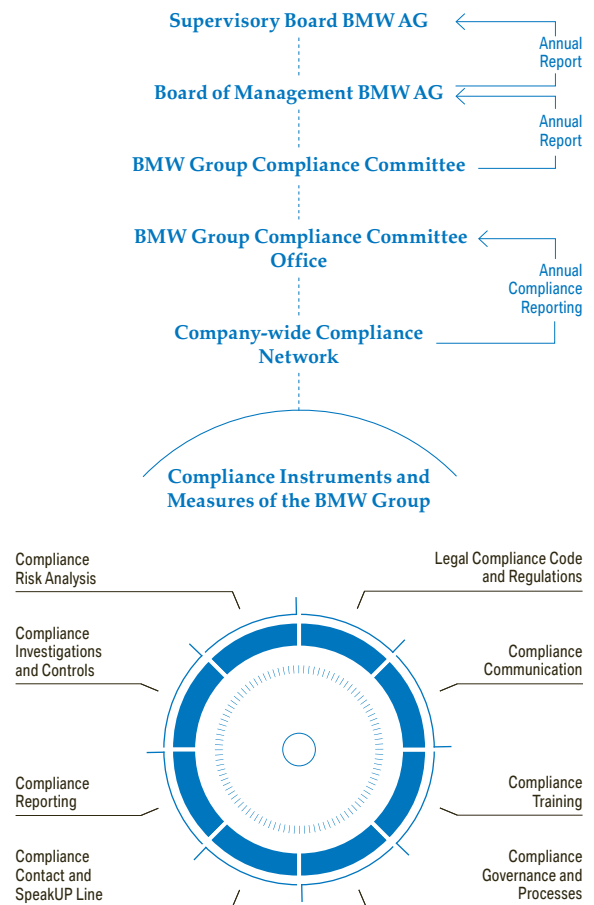 Supervisory Board BMW AG
Annual
Report
Board of Management BMW AG
Annual
Report
BMW Group Compliance Committee
BMW Group Compliance Committee
Office
Annual
Compliance
Reporting
Company-wide Compliance
Network
Compliance Instruments and
Measures of the BMW Group
Compliance
Risk Analysis
Legal Compliance Code
and Regulations
Compliance
Investigations
and Controls
Compliance
Communication
Compliance
Reporting
Compliance
Training
Compliance
Contact and
SpeakUP Line
Compliance
Governance and
Processes